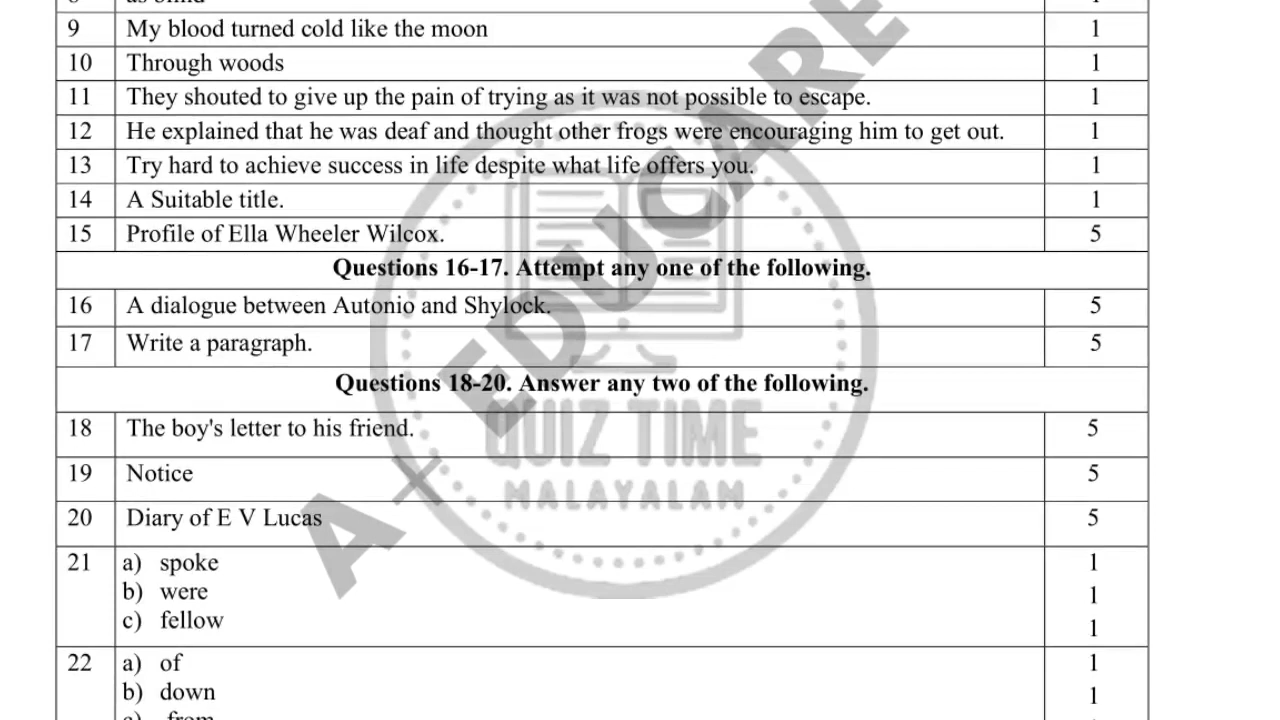 8 as blind 1
9 My blood turned cold like the moon 1
10 Through woods 1
11 They shouted to give up the pain of trying as it was not possible to escape. 1
12 He explained that he was deaf and thought other frogs were encouraging him to get out. 1
13 Try hard to achieve success in life despite what life offers you. 1
14 A Suitable title. 1
15 Profile of Ella Wheeler Wilcox. 5
Questions 16-17. Attempt any one of the following.
16 A dialogue between Autonio and Shylock. 5
17 Write a paragraph. 5
Questions 18-20. Answer any two of the following.
18 The boy's letter to his friend. 5
19 Notice 5
20 Diary of E V Lucas 5
21 a) spoke 1
b) were 1
c) fellow 1
22 a) of 1
b) down 1
c) from
A+ EDUCARE
QUIZ TIME
MALAYALAM